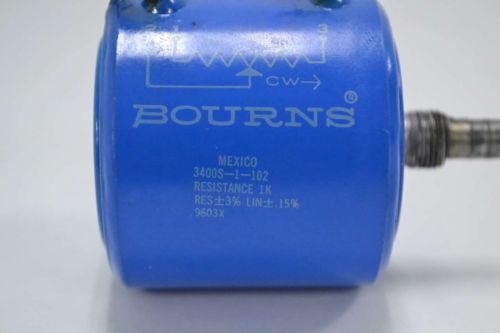 1 3
CW
BOURNS®
MEXICO
3400S-1-102
RESISTANCE 1K
RES±3% LIN± .15%
9603X